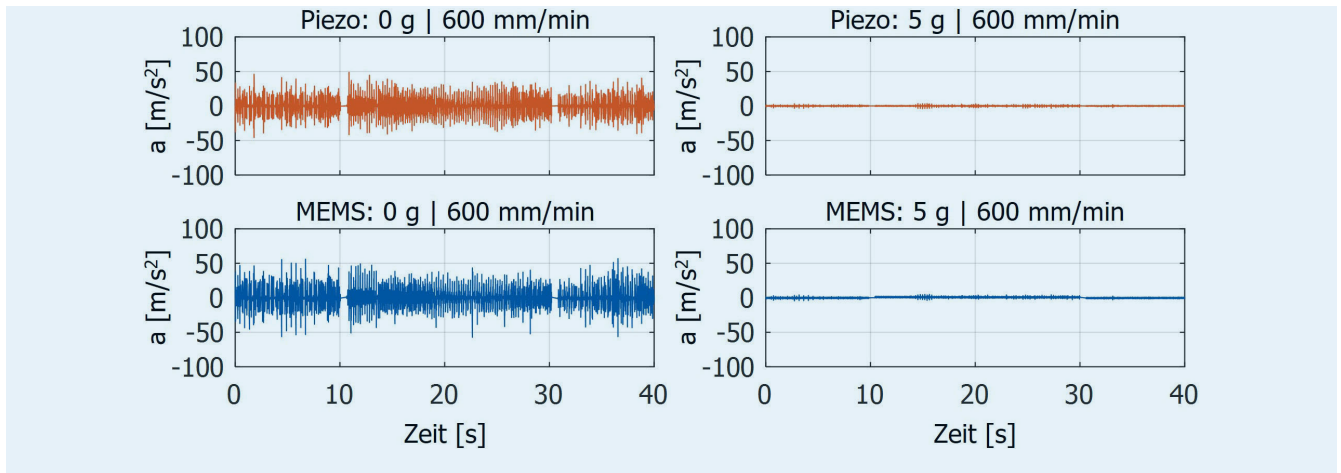 Piezo: 0 g | 600 mm/min
100
50
0
-50
-100
a [m/s²]
Piezo: 5 g | 600 mm/min
100
50
0
-50
-100
a [m/s²]
MEMS: 0 g | 600 mm/min
100
50
0
-50
-100
a [m/s²]
0 10 20 30 40
Zeit [s]
MEMS: 5 g | 600 mm/min
100
50
0
-50
-100
a [m/s²]
0 10 20 30 40
Zeit [s]